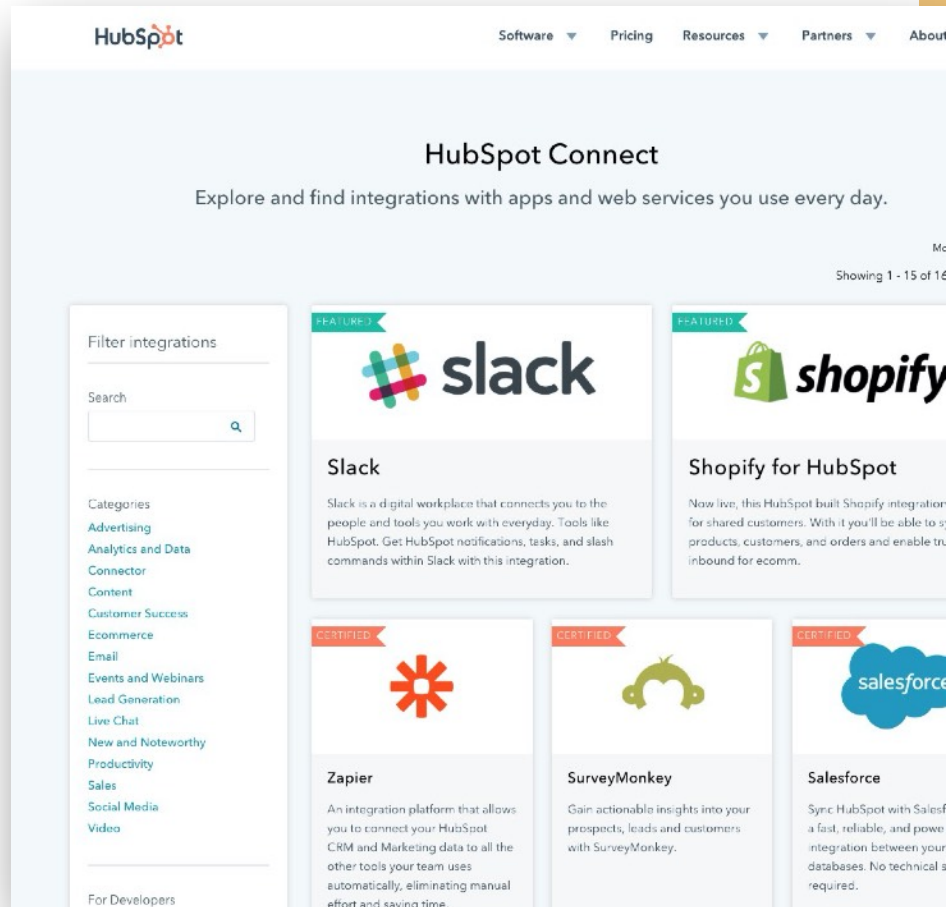 HubSpot
Software Pricing Resources Partners About
HubSpot Connect
Explore and find integrations with apps and web services you use every day.
Showing 1 - 15 of
Filter integrations
Search
Categories
Advertising
Analytics and Data
Connector
Content
Customer Success
Ecommerce
Email
Events and Webinars
Lead Generation
Live Chat
New and Noteworthy
Productivity
Sales
Social Media
Video
For Developers
FEATURED
slack
Slack
Slack is a digital workplace that connects you to the
people and tools you work with everyday. Tools like
HubSpot. Get HubSpot notifications, tasks, and slash
commands within Slack with this integration.
FEATURED
shopify
Shopify for HubSpot
Now live, this HubSpot built Shopify integration
for shared customers. With it you'll be able to
products, customers, and orders and enable
inbound for ecomm.
CERTIFIED
Zapier
An integration platform that allows
you to connect your HubSpot
CRM and Marketing data to all the
other tools your team uses
automatically, eliminating manual
effort and saving time.
CERTIFIED
SurveyMonkey
Gain actionable insights into your
prospects, leads and customers
with SurveyMonkey.
CERTIFIED
salesforce
Salesforce
Sync HubSpot with
a fast, reliable, and
integration between your
databases. No technical
required.